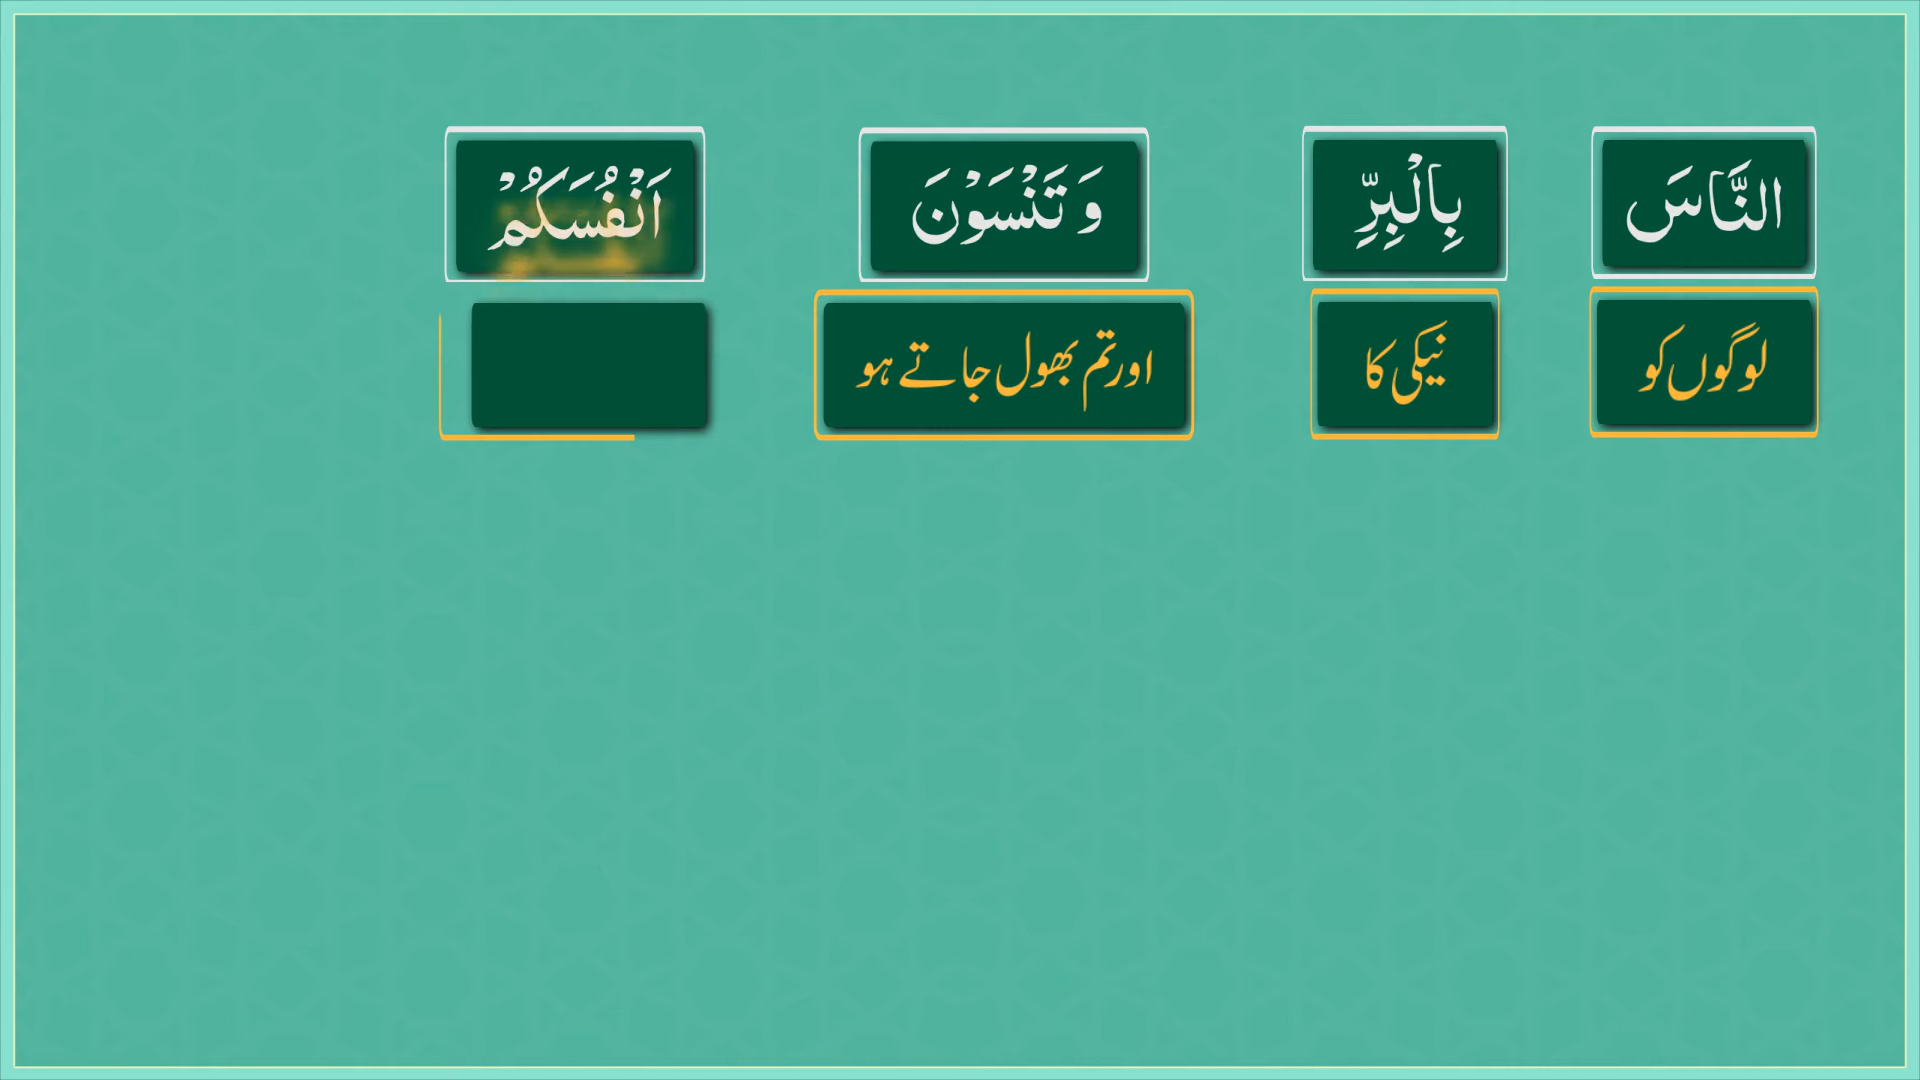 النَّاسَ بِالْبِرِّ وَ تَنْسَوْنَ اَنْفُسَكُمْ
لوگوں کو نیکی کا اور تم بھول جاتے ہو